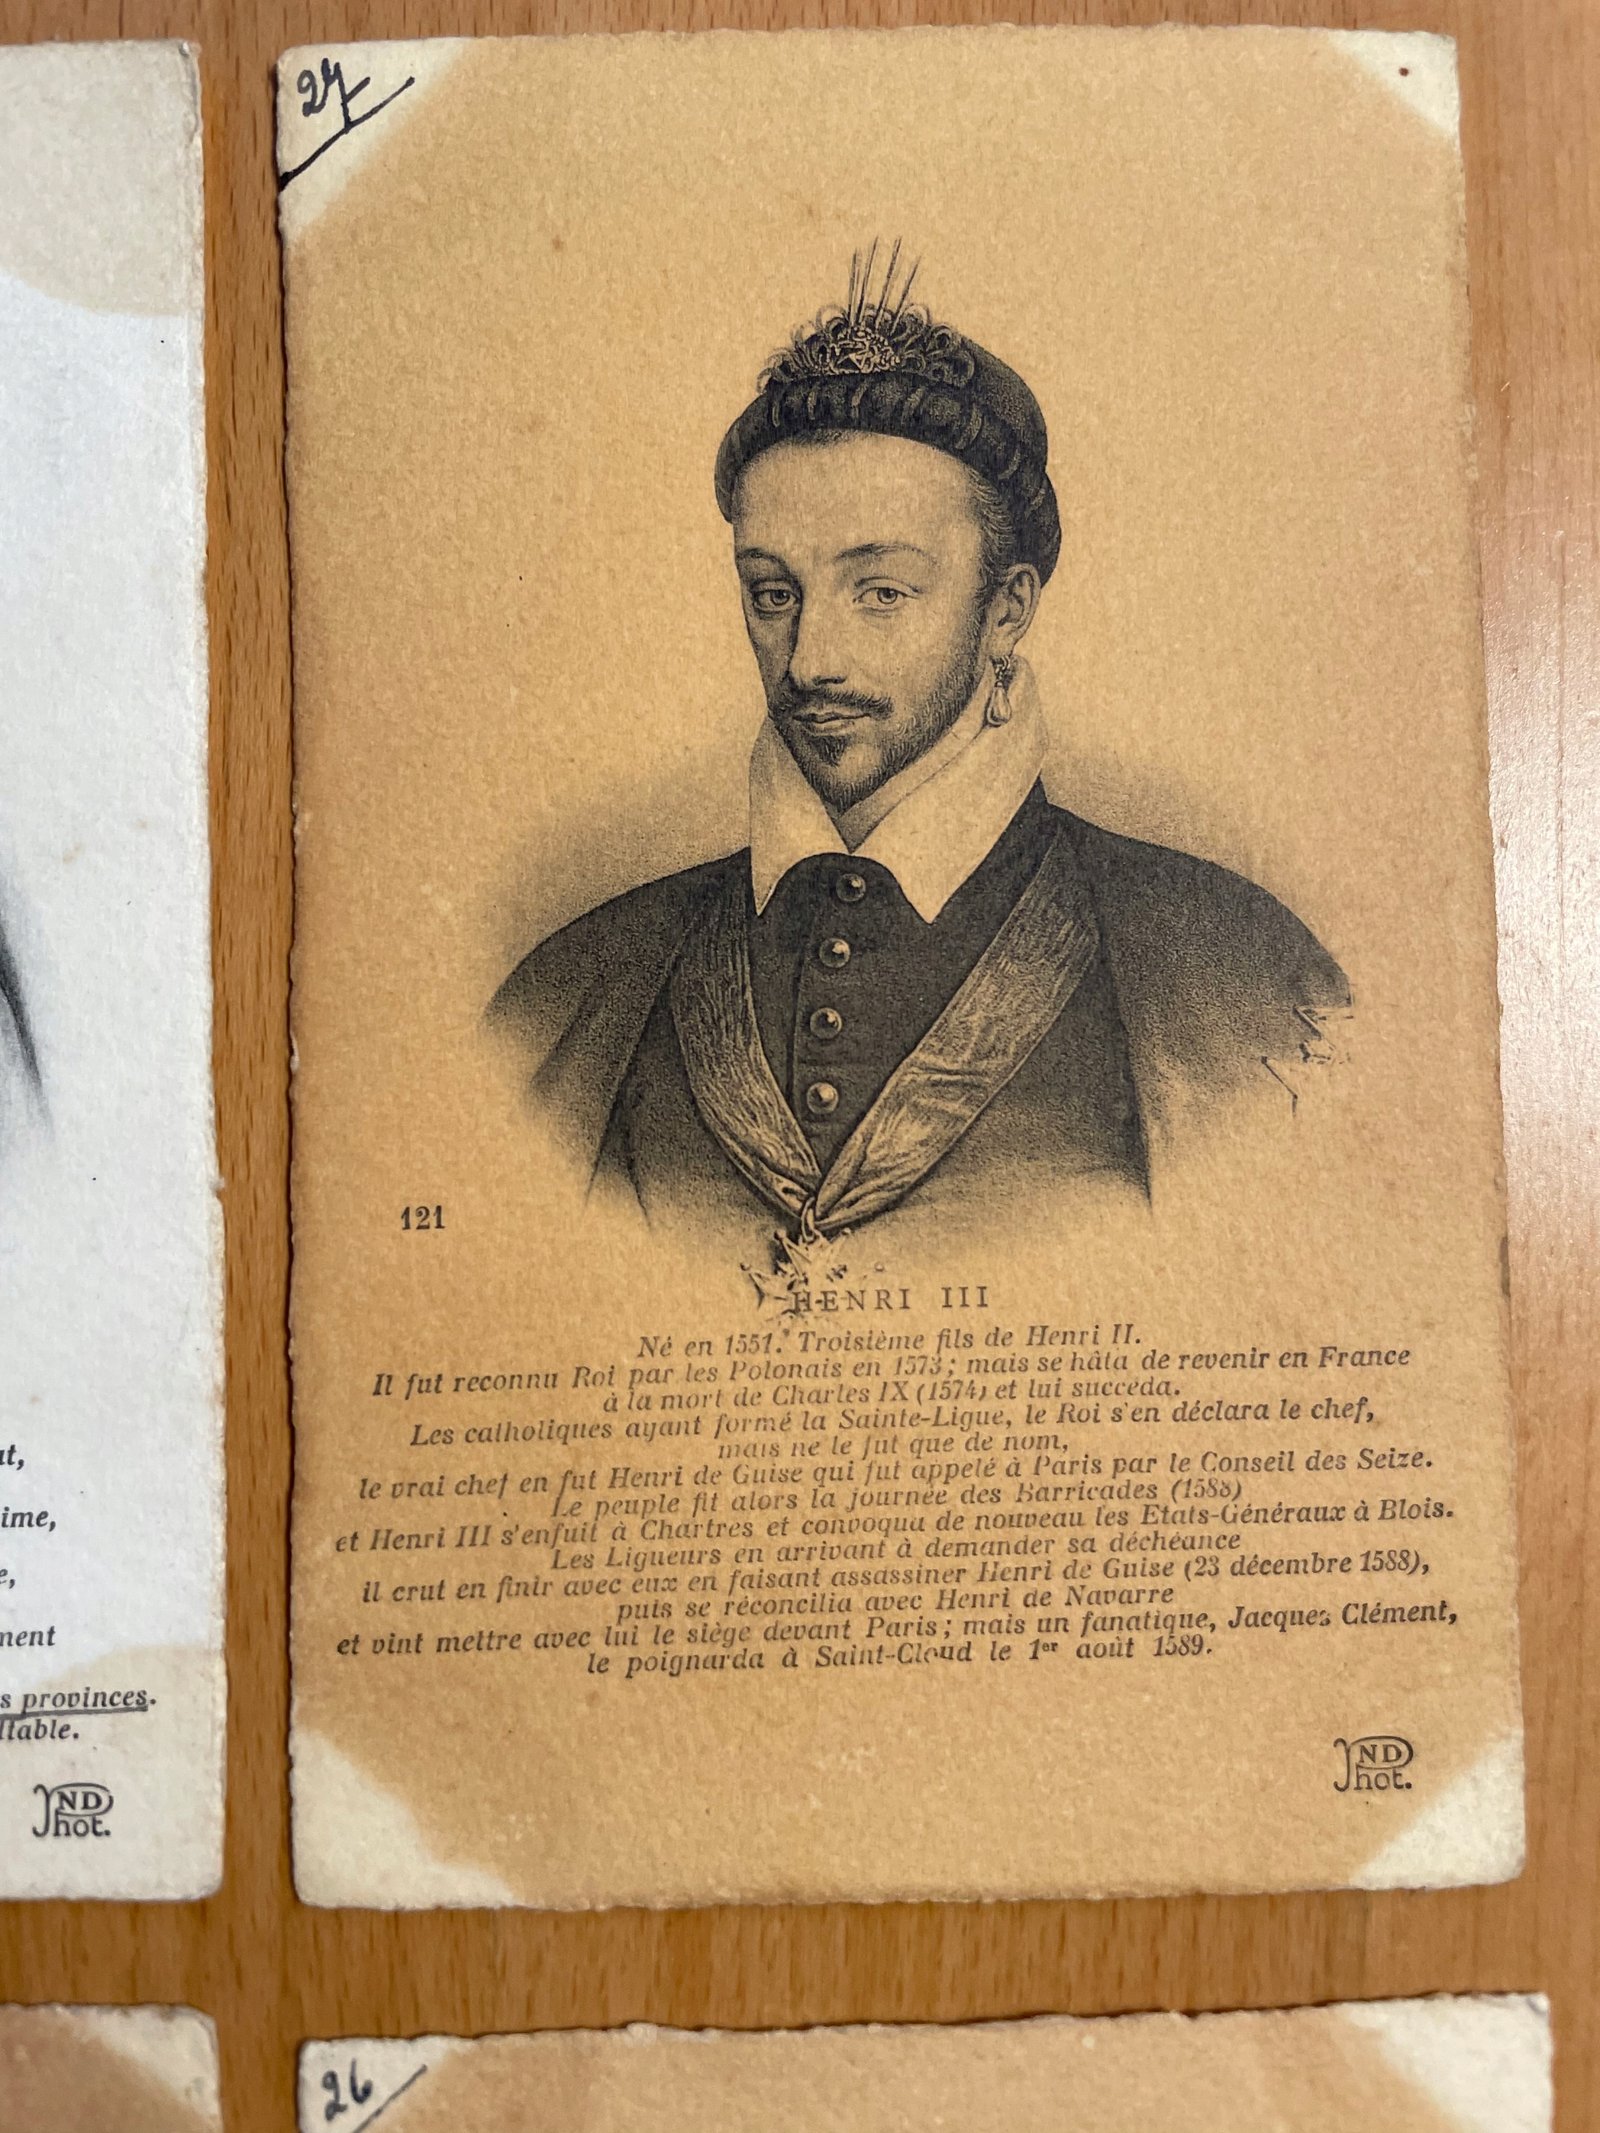 27
121
HENRI III
Né en 1551. Troisième fils de Henri II.
Il fut reconnu Roi par les Polonais en 1573 ; mais se hâta de revenir en France
à la mort de Charles IX (1574) et lui succéda.
Les catholiques ayant formé la Sainte-Ligue, le Roi s'en déclara le chef,
mais ne le fut que de nom,
le vrai chef en fut Henri de Guise qui fut appelé à Paris par le Conseil des Seize.
Le peuple fit alors la journée des Barricades (1588)
et Henri III s'enfuit à Chartres et convoqua de nouveau les Etats-Généraux à Blois.
Les Ligueurs en arrivant à demander sa déchéance
il crut en finir avec eux en faisant assassiner Henri de Guise (23 décembre 1588),
puis se réconcilia avec Henri de Navarre
et vint mettre avec lui le siège devant Paris ; mais un fanatique, Jacques Clément,
le poignarda à Saint-Cloud le 1er août 1589.
ND Phot.
s provinces.
ND Phot.
26